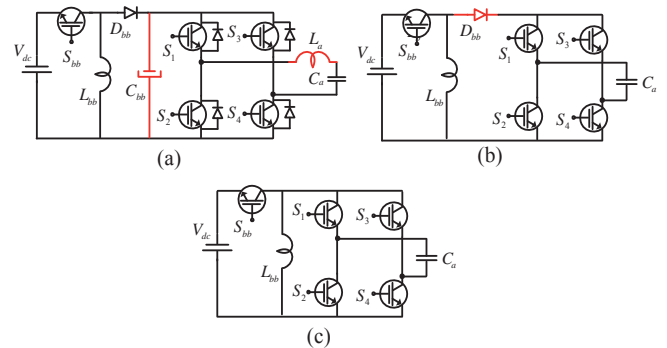 V_dc
S_bb
D_bb
L_bb
C_bb
S_1
S_2
S_3
S_4
L_a
C_a
(a)
V_dc
S_bb
D_bb
L_bb
S_1
S_2
S_3
S_4
C_a
(b)
V_dc
S_bb
L_bb
S_1
S_2
S_3
S_4
C_a
(c)